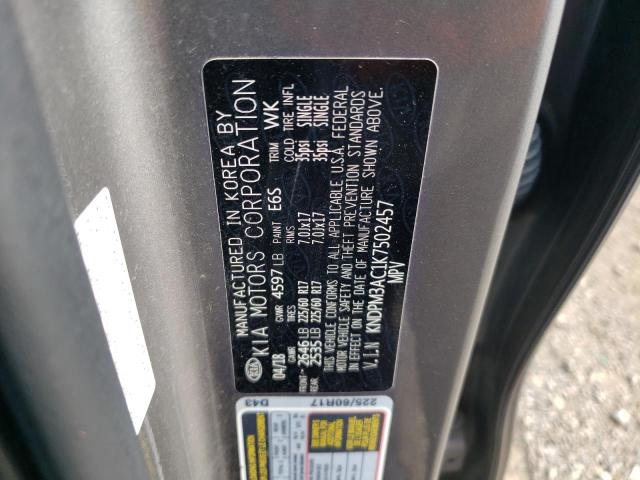 MANUFACTURED IN KOREA BY
KIA KIA MOTORS CORPORATION
04/18 GVWR 4597 LB PAINT E6S TRIM WK
GAWR TIRES RIMS COLD TIRE INFL
FRONT 2646 LB 225/60 R17 7.0Jx17 35psi SINGLE
REAR 2535 LB 225/60 R17 7.0Jx17 35psi SINGLE
THIS VEHICLE CONFORMS TO ALL APPLICABLE U.S.A. FEDERAL
MOTOR VEHICLE SAFETY AND THEFT PREVENTION STANDARDS
IN EFFECT ON THE DATE OF MANUFACTURE SHOWN ABOVE.
V.I.N KNDPM3AC1K7502457
MPV
D43 225/60R17